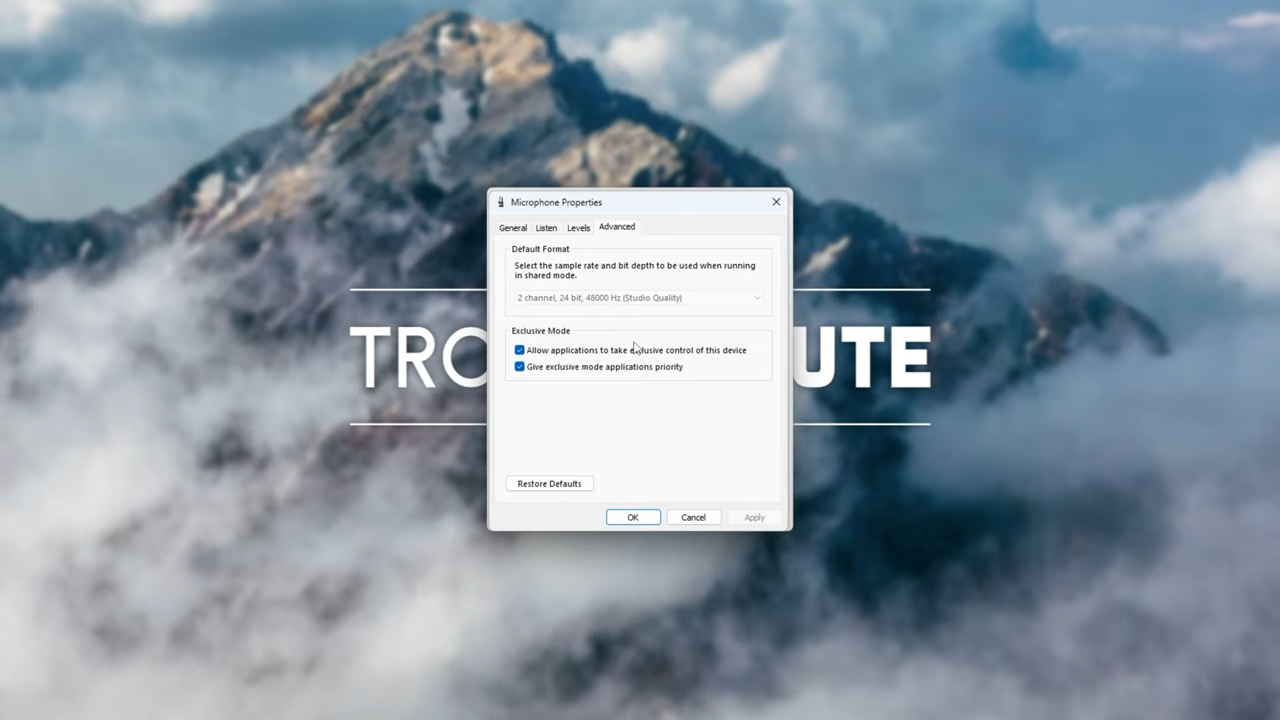 Microphone Properties
General Listen Levels Advanced
Default Format
Select the sample rate and bit depth to be used when running
in shared mode.
2 channel, 24 bit, 48000 Hz (Studio Quality)
Exclusive Mode
TRO UTE
Allow applications to take exclusive control of this device
Give exclusive mode applications priority
Restore Defaults
OK Cancel Apply